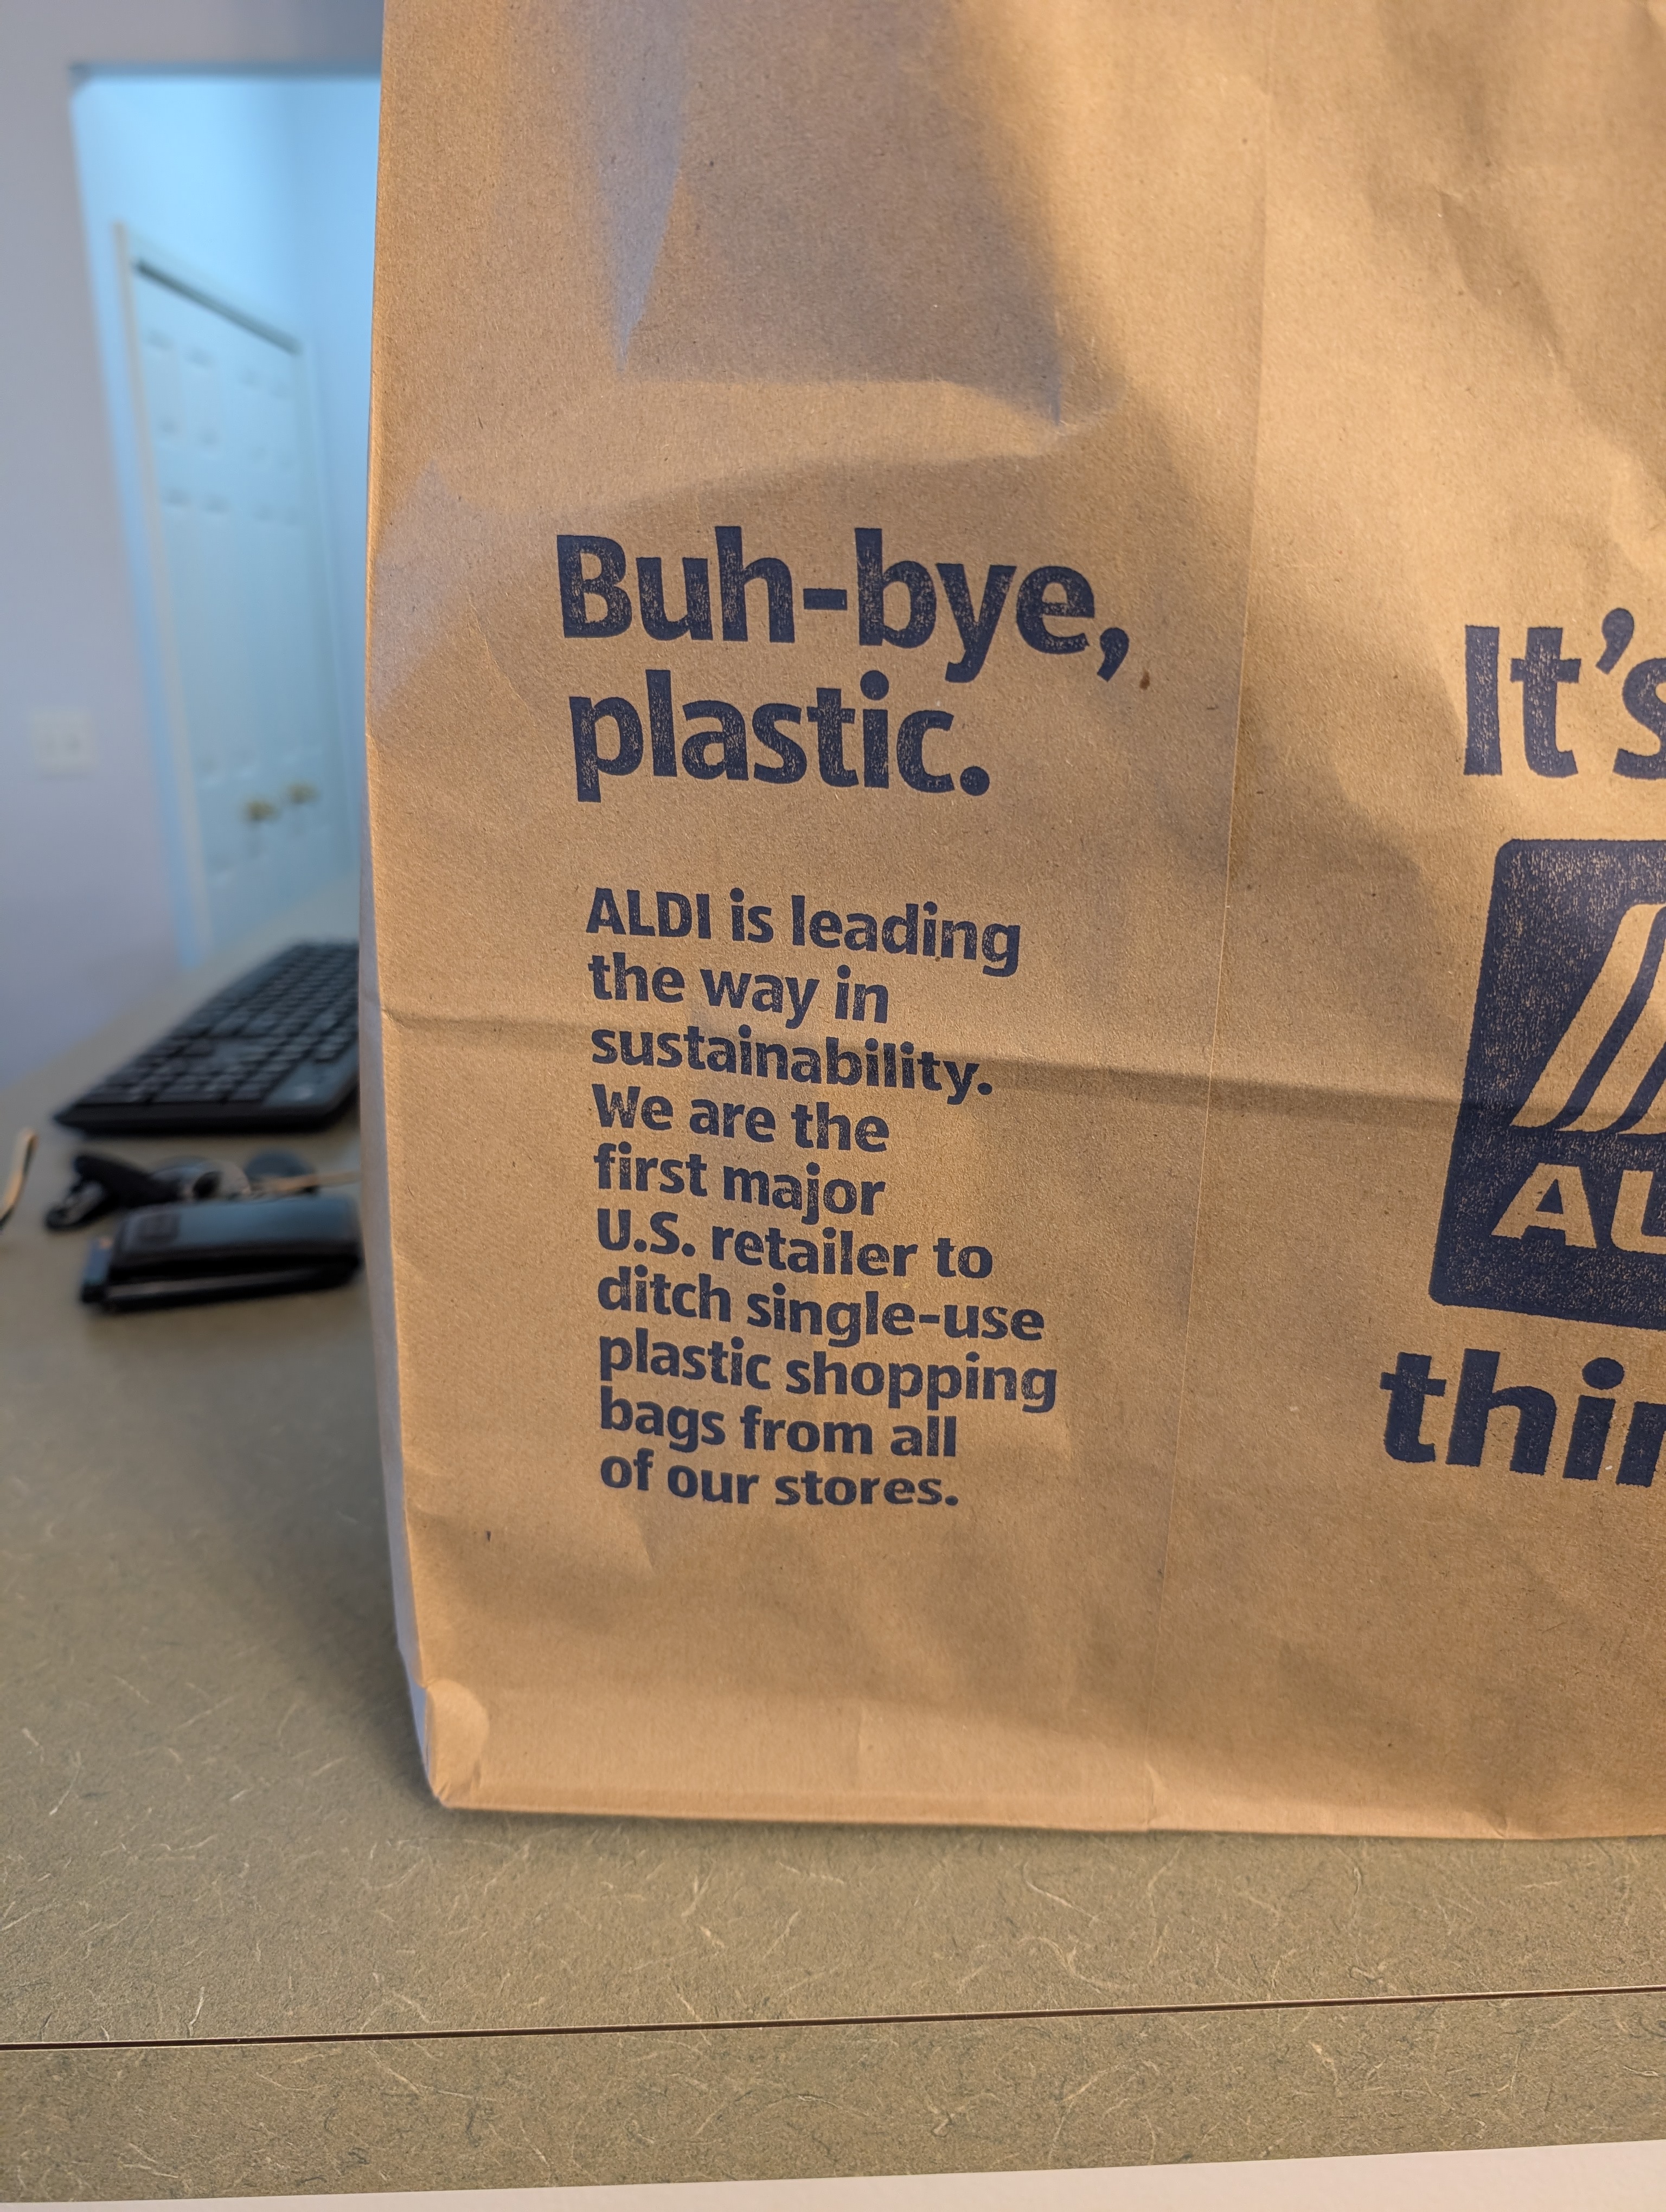 Buh-bye,
plastic.
ALDI is leading
the way in
sustainability.
We are the
first major
U.S. retailer to
ditch single-use
plastic shopping
bags from all
of our stores.
It's